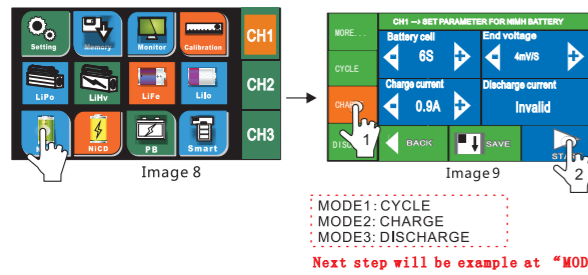 Setting
Memory
Monitor
Calibration
CH1
LiPo
LiHv
LiFe
LiIo
CH2
NiCD
PB
Smart
CH3
Image 8
CH1 → SET PARAMETER FOR NIMH BATTERY
MORE...
Battery cell
End voltage
6S
4mV/S
CYCLE
Charge current
Discharge current
0.9A
Invalid
1
BACK
SAVE
2
Image 9
MODE1: CYCLE
MODE2: CHARGE
MODE3: DISCHARGE
Next step will be example at “MOD